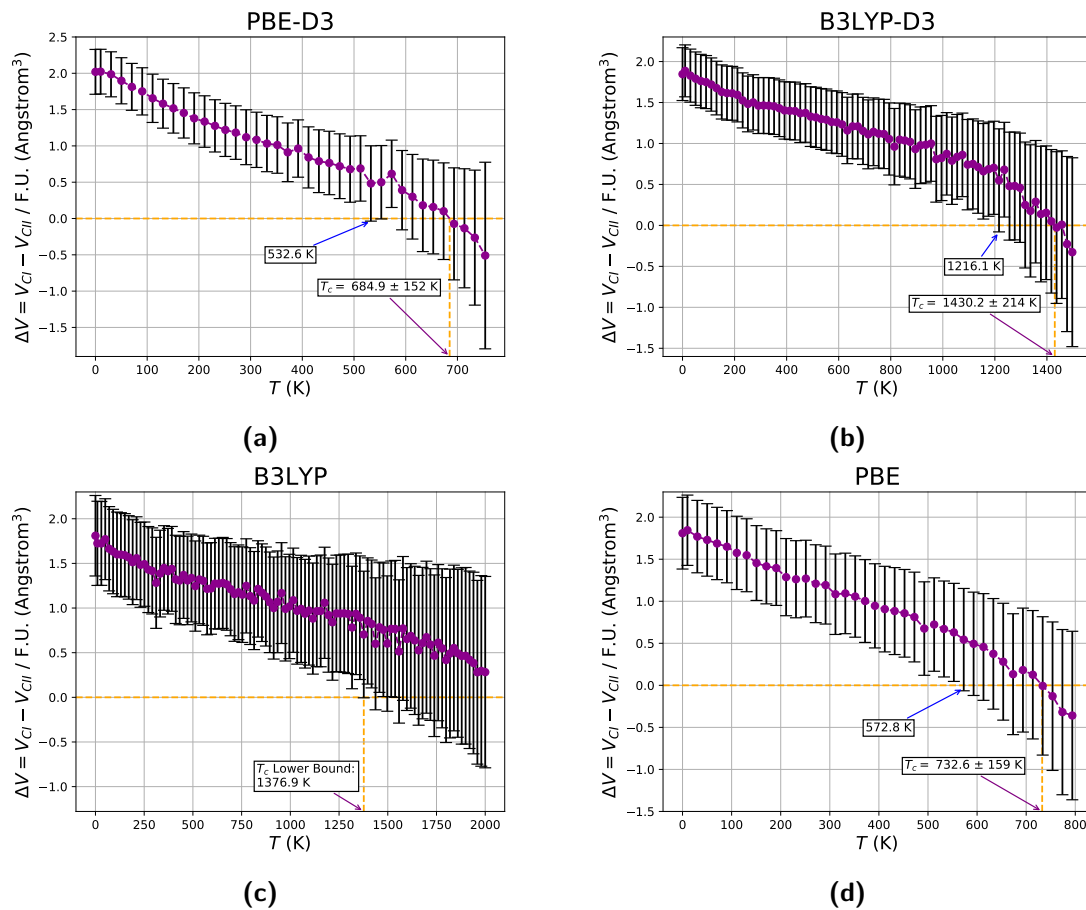 PBE-D3
ΔV = V_CI − V_CII / F.U. (Angstrom³)
2.5
2.0
1.5
1.0
0.5
0.0
−0.5
−1.0
−1.5
532.6 K
T_c = 684.9 ± 152 K
0 100 200 300 400 500 600 700
T (K)
(a)
B3LYP-D3
ΔV = V_CI − V_CII / F.U. (Angstrom³)
2.0
1.5
1.0
0.5
0.0
−0.5
−1.0
−1.5
1216.1 K
T_c = 1430.2 ± 214 K
0 200 400 600 800 1000 1200 1400
T (K)
(b)
B3LYP
ΔV = V_CI − V_CII / F.U. (Angstrom³)
2.0
1.5
1.0
0.5
0.0
−0.5
−1.0
T_c Lower Bound:
1376.9 K
0 250 500 750 1000 1250 1500 1750 2000
T (K)
(c)
PBE
ΔV = V_CI − V_CII / F.U. (Angstrom³)
2.0
1.5
1.0
0.5
0.0
−0.5
−1.0
−1.5
572.8 K
T_c = 732.6 ± 159 K
0 100 200 300 400 500 600 700 800
T (K)
(d)